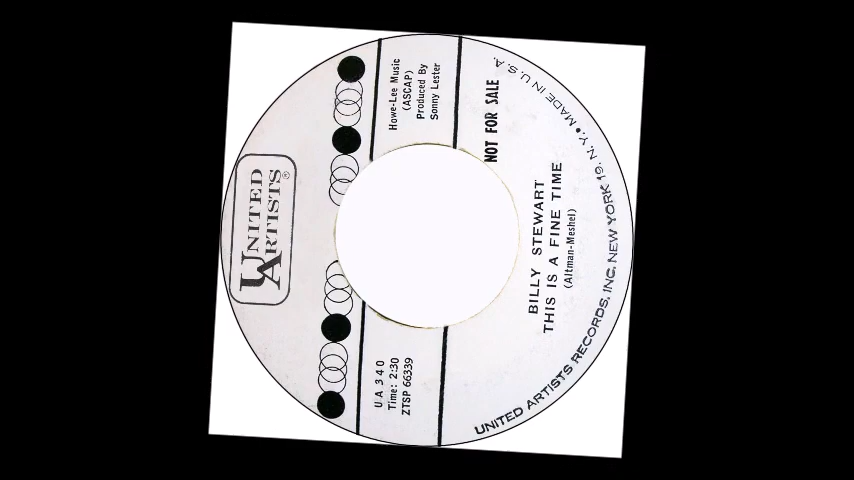 UNITED
ARTISTS®
Howe-Lee Music
(ASCAP)
Produced By
Sonny Lester
UA 340
Time: 2:30
ZTSP 66339
NOT FOR SALE
BILLY STEWART
THIS IS A FINE TIME
(Altman-Meshel)
UNITED ARTISTS RECORDS, INC. NEW YORK 19, N.Y. • MADE IN U.S.A.